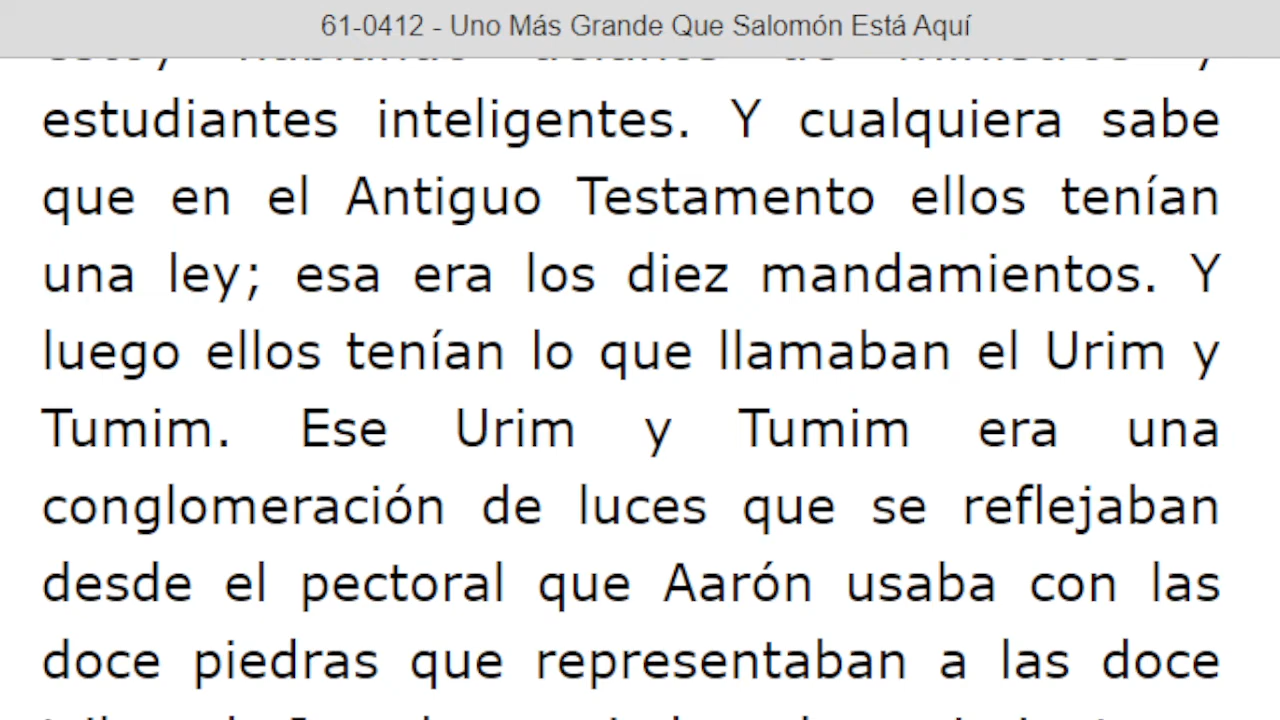 61-0412 - Uno Más Grande Que Salomón Está Aquí
estudiantes inteligentes. Y cualquiera sabe
que en el Antiguo Testamento ellos tenían
una ley; esa era los diez mandamientos. Y
luego ellos tenían lo que llamaban el Urim y
Tumim. Ese Urim y Tumim era una
conglomeración de luces que se reflejaban
desde el pectoral que Aarón usaba con las
doce piedras que representaban a las doce